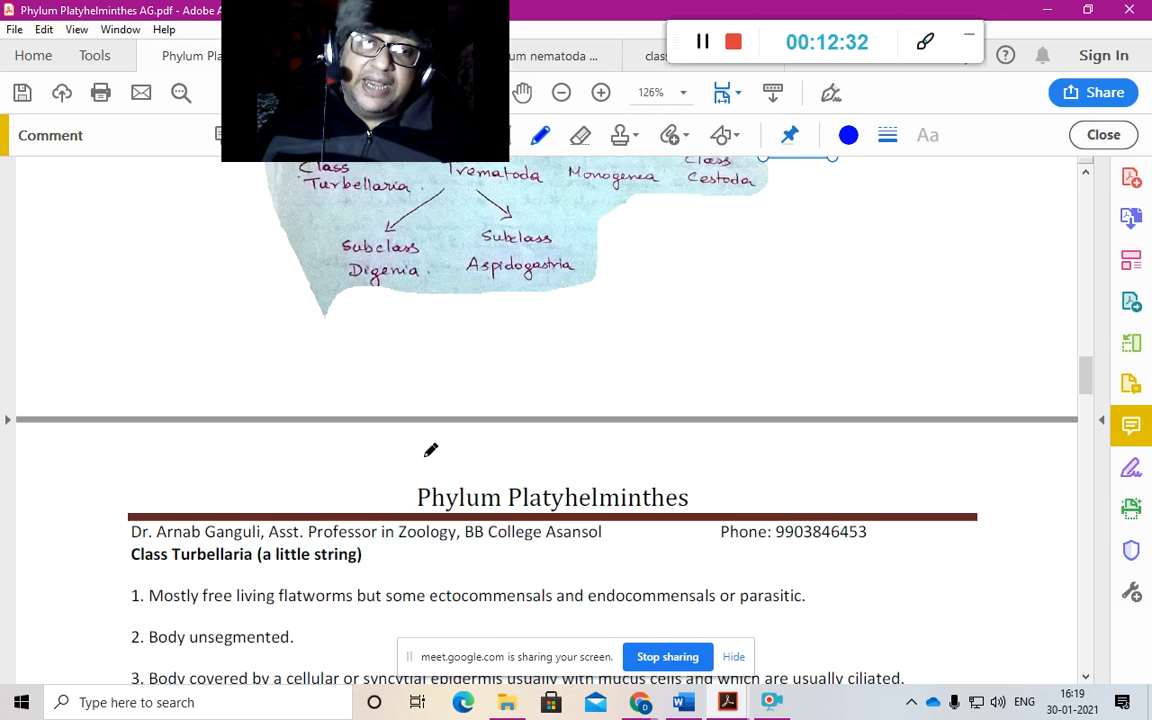 Phylum Platyhelminthes AG.pdf - Adobe A
File Edit View Window Help
00:12:32
Home Tools Phylum Pla um nematoda ... clas Sign In
126% Share
Comment Aa Close
Class Trematoda Monogenea Class
Turbellaria. Cestoda
Subclass Subclass
Digenia. Aspidogastria
Phylum Platyhelminthes
Dr. Arnab Ganguli, Asst. Professor in Zoology, BB College Asansol Phone: 9903846453
Class Turbellaria (a little string)
1. Mostly free living flatworms but some ectocommensals and endocommensals or parasitic.
2. Body unsegmented.
meet.google.com is sharing your screen. Stop sharing Hide
3. Body covered by a cellular or syncytial epidermis usually with mucus cells and which are usually ciliated.
Type here to search ENG 16:19
30-01-2021